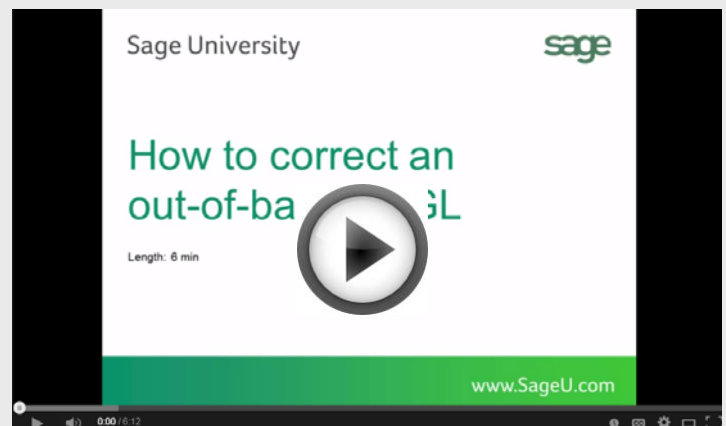 Sage University
sage
How to correct an
out-of-ba GL
Length: 6 min
www.SageU.com
0:00 / 6:12